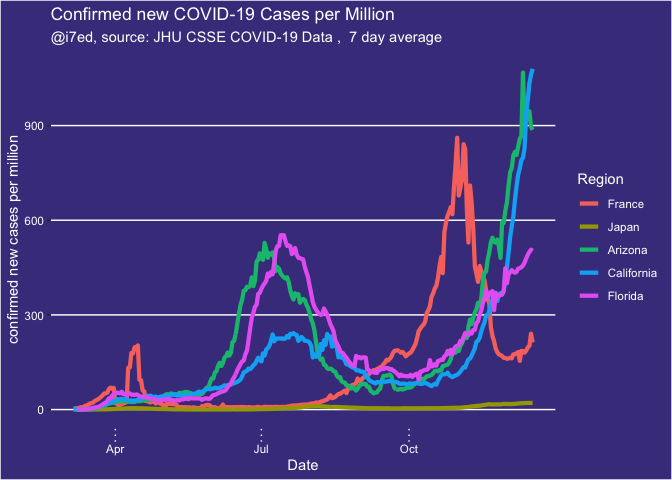 Confirmed new COVID-19 Cases per Million
@i7ed, source: JHU CSSE COVID-19 Data ,  7 day average
confirmed new cases per million
900
600
300
0
Apr
Jul
Oct
Date
Region
France
Japan
Arizona
California
Florida